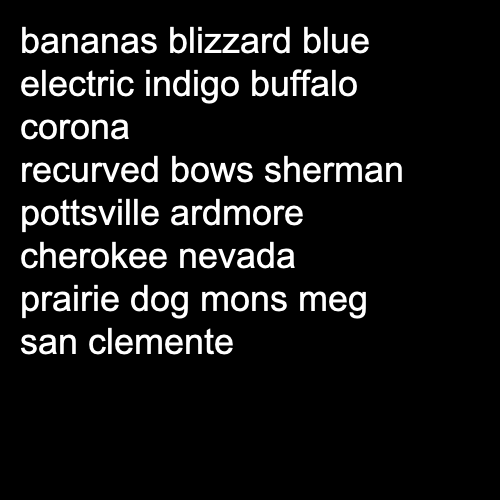 bananas blizzard blue
electric indigo buffalo
corona
recurved bows sherman
pottsville ardmore
cherokee nevada
prairie dog mons meg
san clemente